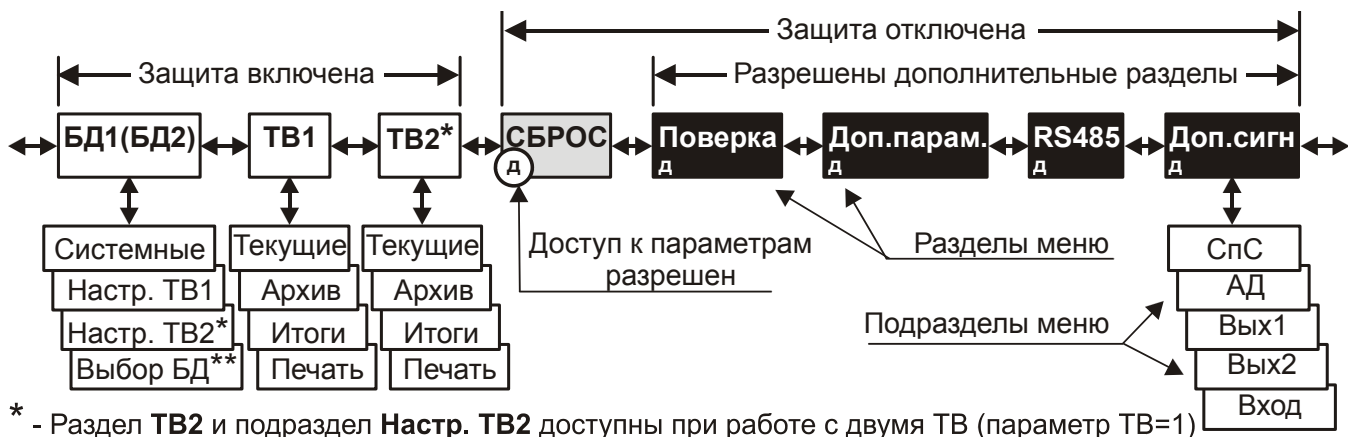 Защита отключена
Защита включена
Разрешены дополнительные разделы
БД1(БД2)
ТВ1
ТВ2*
СБРОС
д
Поверка
д
Доп.парам.
д
RS485
д
Доп.сигн
д
Системные
Настр. ТВ1
Настр. ТВ2*
Выбор БД**
Текущие
Архив
Итоги
Печать
Текущие
Архив
Итоги
Печать
Доступ к параметрам
разрешен
Разделы меню
Подразделы меню
СпС
АД
Вых1
Вых2
Вход
* - Раздел ТВ2 и подраздел Настр. ТВ2 доступны при работе с двумя ТВ (параметр ТВ=1)